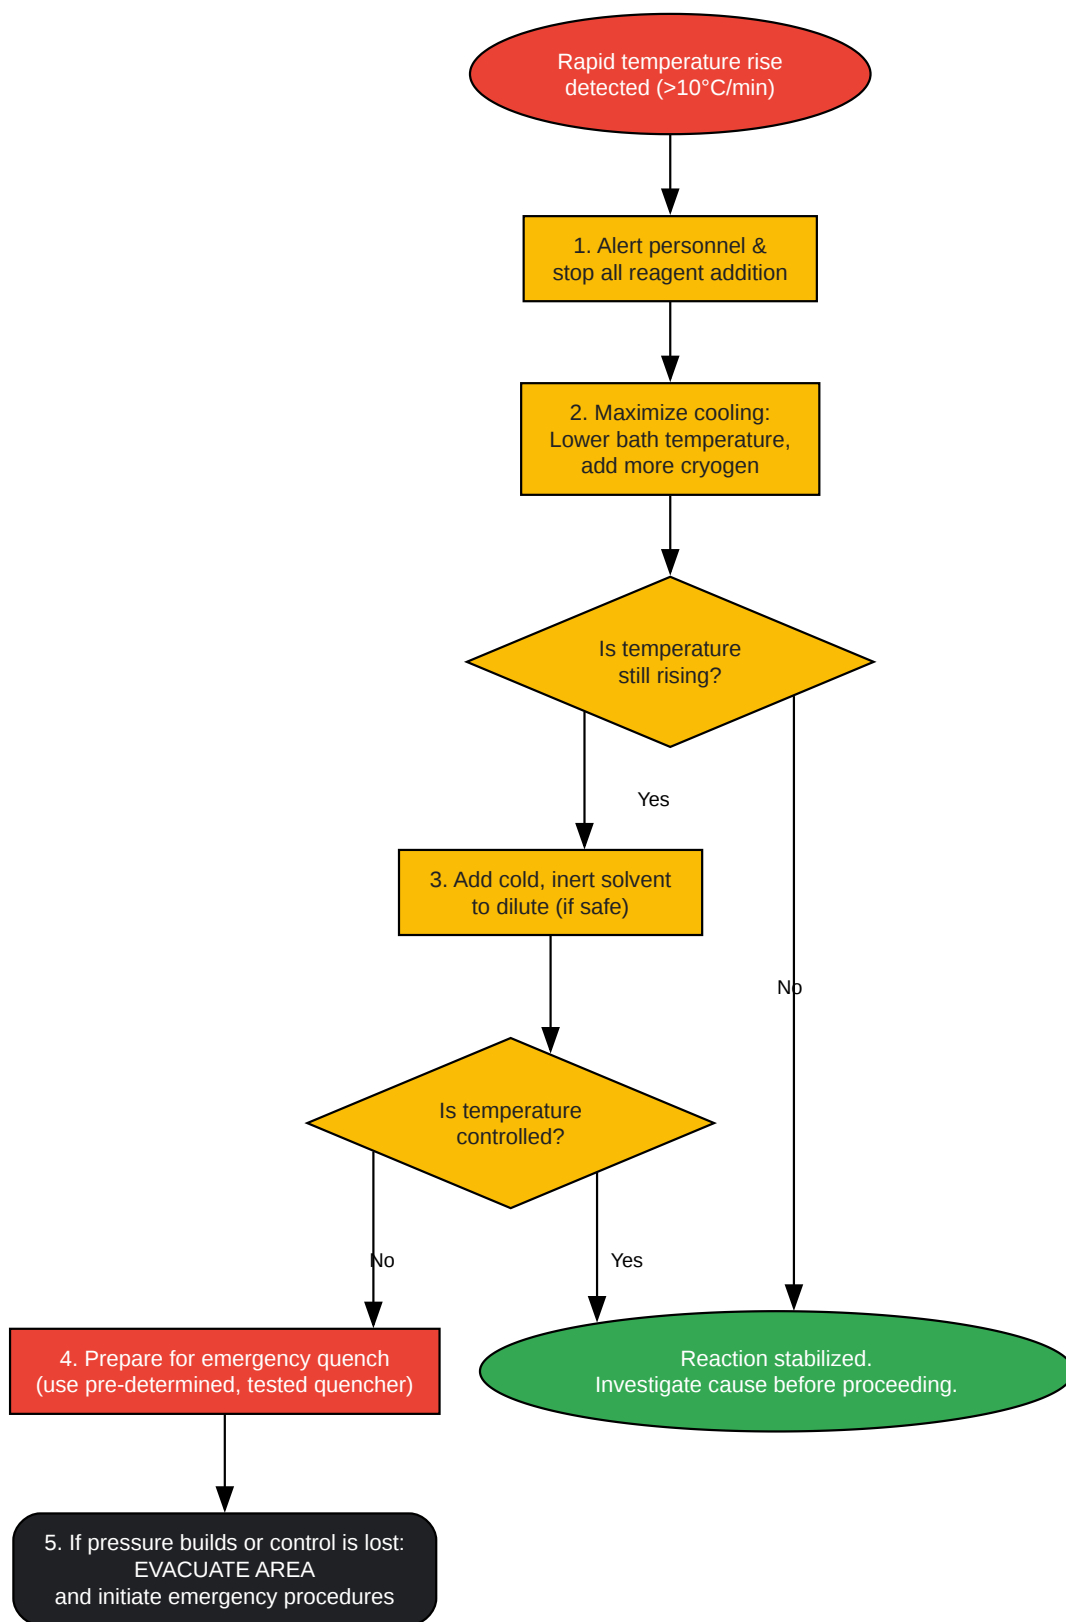 Rapid temperature rise
detected (>10°C/min)
1. Alert personnel &
stop all reagent addition
2. Maximize cooling:
Lower bath temperature,
add more cryogen
Is temperature
still rising?
Yes
3. Add cold, inert solvent
to dilute (if safe)
No
Is temperature
controlled?
No
Yes
4. Prepare for emergency quench
(use pre-determined, tested quencher)
Reaction stabilized.
Investigate cause before proceeding.
5. If pressure builds or control is lost:
EVACUATE AREA
and initiate emergency procedures